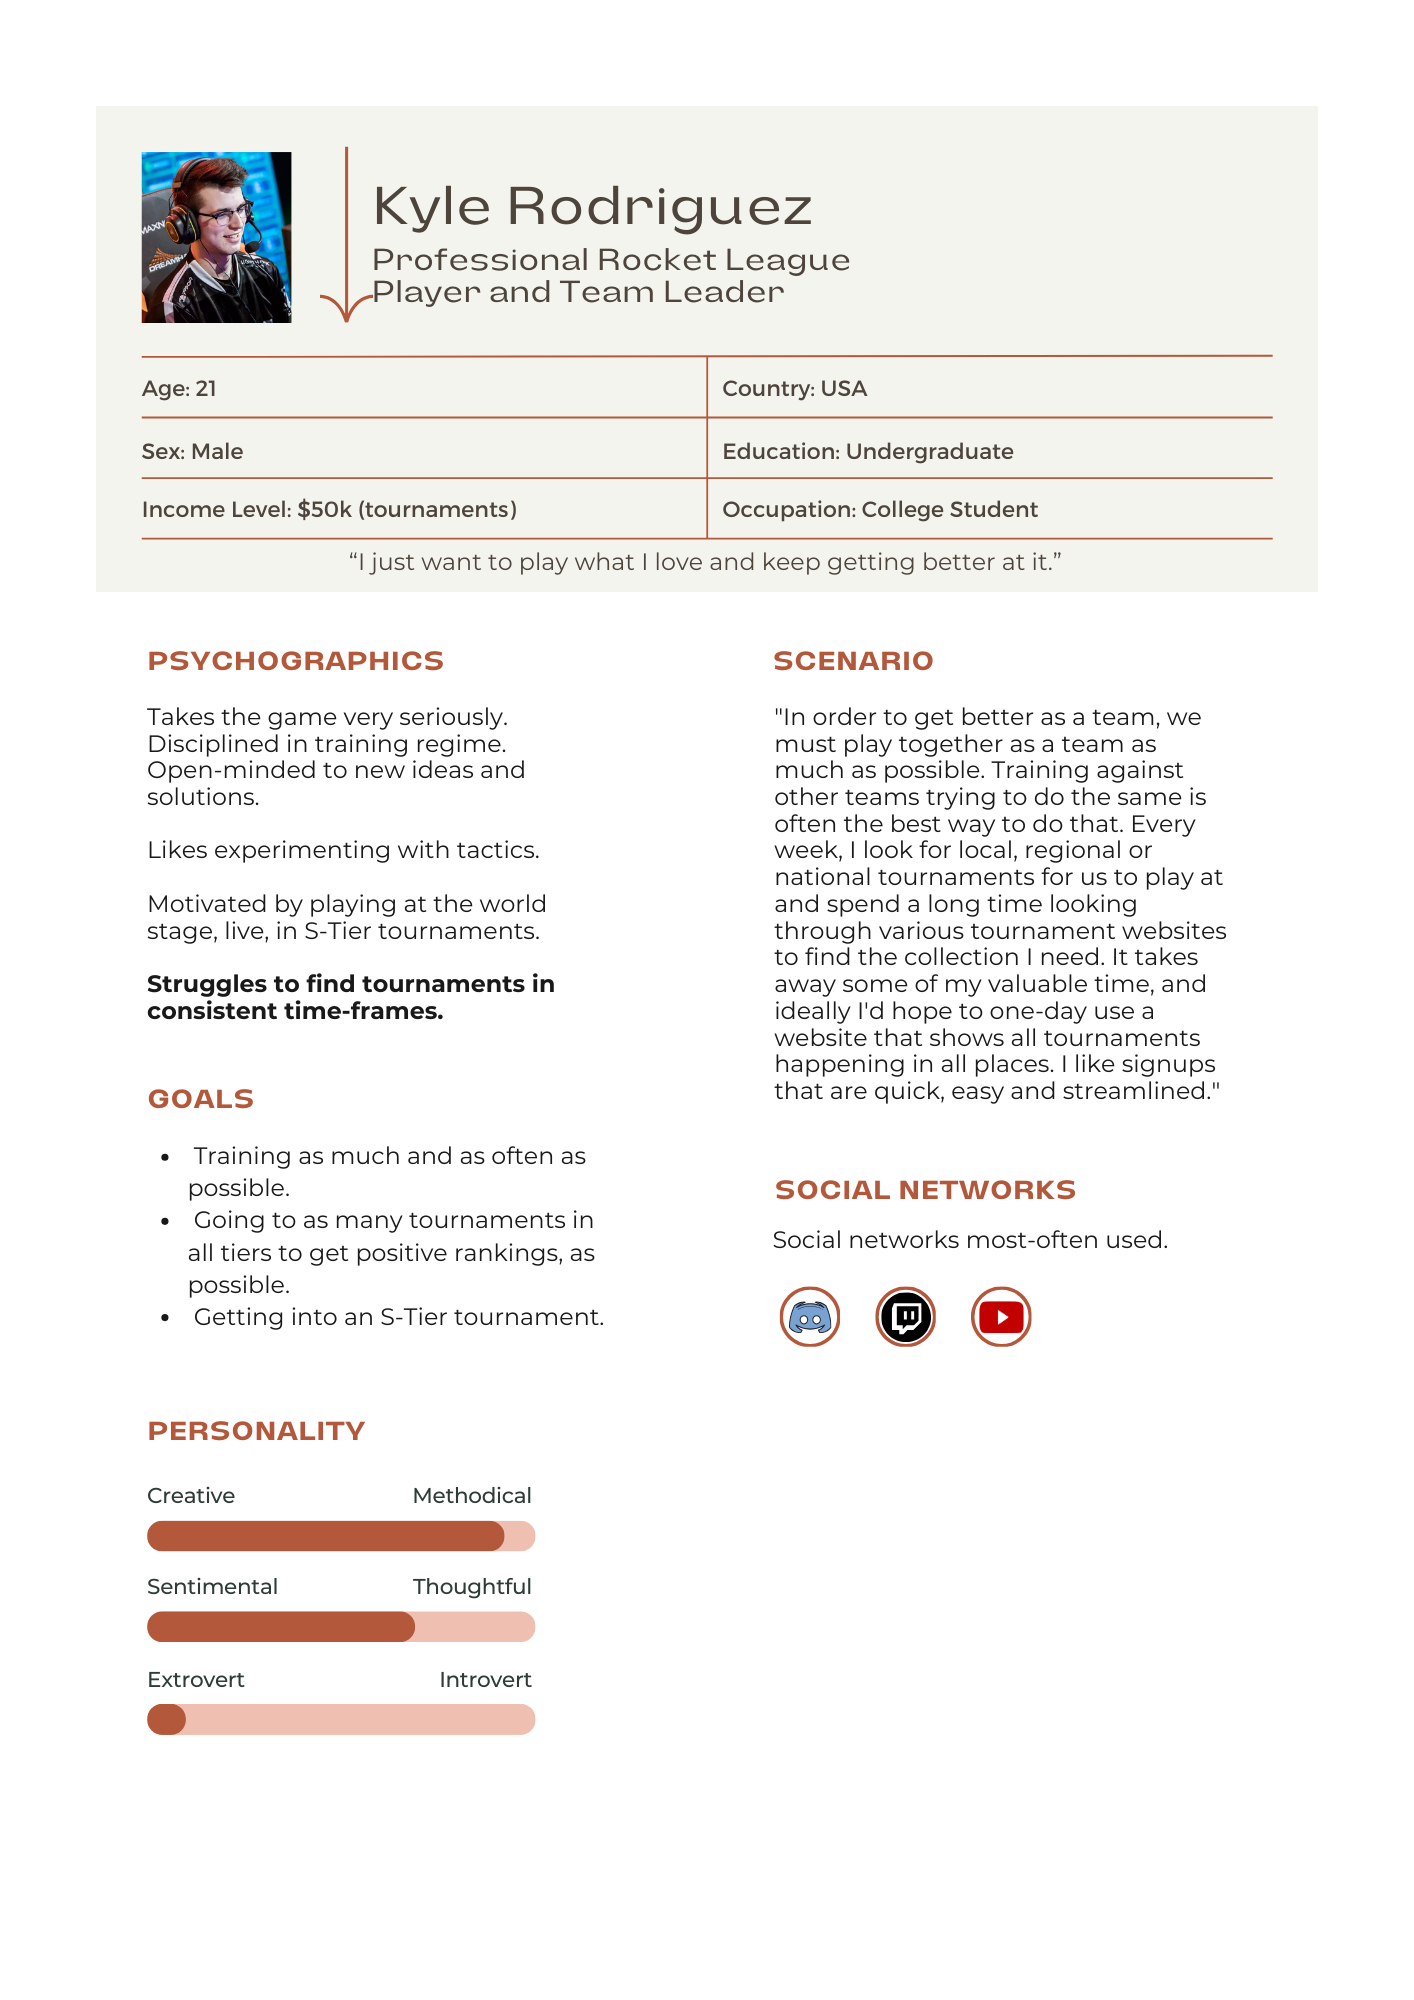 Kyle Rodriguez
Professional Rocket League
Player and Team Leader
Age: 21
Country: USA
Sex: Male
Education: Undergraduate
Income Level: $50k (tournaments)
Occupation: College Student
“I just want to play what I love and keep getting better at it.”
PSYCHOGRAPHICS
Takes the game very seriously.
Disciplined in training regime.
Open-minded to new ideas and
solutions.
Likes experimenting with tactics.
Motivated by playing at the world
stage, live, in S-Tier tournaments.
Struggles to find tournaments in
consistent time-frames.
GOALS
• Training as much and as often as
possible.
• Going to as many tournaments in
all tiers to get positive rankings, as
possible.
• Getting into an S-Tier tournament.
PERSONALITY
Creative Methodical
Sentimental Thoughtful
Extrovert Introvert
SCENARIO
"In order to get better as a team, we
must play together as a team as
much as possible. Training against
other teams trying to do the same is
often the best way to do that. Every
week, I look for local, regional or
national tournaments for us to play at
and spend a long time looking
through various tournament websites
to find the collection I need. It takes
away some of my valuable time, and
ideally I'd hope to one-day use a
website that shows all tournaments
happening in all places. I like signups
that are quick, easy and streamlined."
SOCIAL NETWORKS
Social networks most-often used.